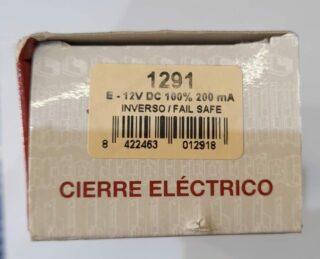 1291
E - 12V DC 100% 200 mA
INVERSO / FAIL SAFE
8 422463 012918
CIERRE ELÉCTRICO